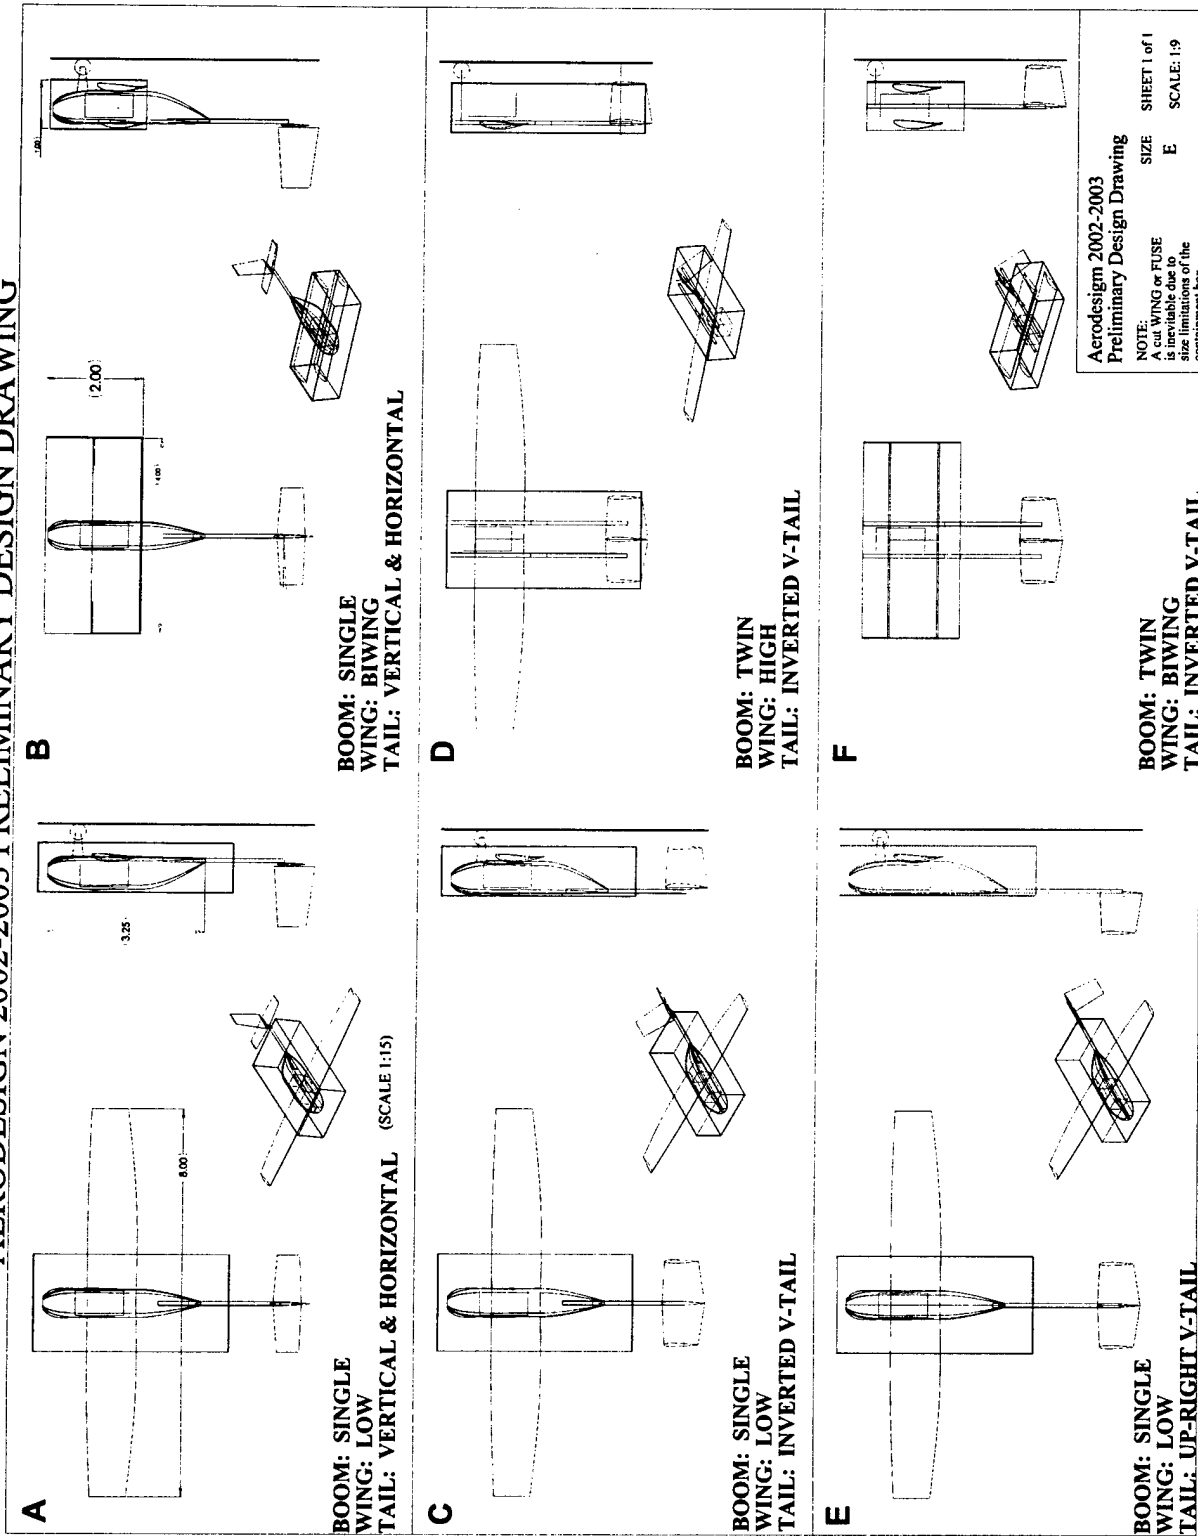 AERODESIGN 2002-2003 PRELIMINARY DESIGN DRAWING
A
8.00
3.25
BOOM: SINGLE
WING: LOW
TAIL: VERTICAL & HORIZONTAL (SCALE 1:15)
B
(2.00)
4.00
1.00
BOOM: SINGLE
WING: BIWING
TAIL: VERTICAL & HORIZONTAL
C
BOOM: SINGLE
WING: LOW
TAIL: INVERTED V-TAIL
D
BOOM: TWIN
WING: HIGH
TAIL: INVERTED V-TAIL
E
BOOM: SINGLE
WING: LOW
TAIL: UP-RIGHT V-TAIL
F
BOOM: TWIN
WING: BIWING
TAIL: INVERTED V-TAIL
Aerodesigm 2002-2003
Preliminary Design Drawing
NOTE:
A cut WING or FUSE
is inevitable due to
size limitations of the
SIZE
E
SHEET 1 of 1
SCALE: 1:9